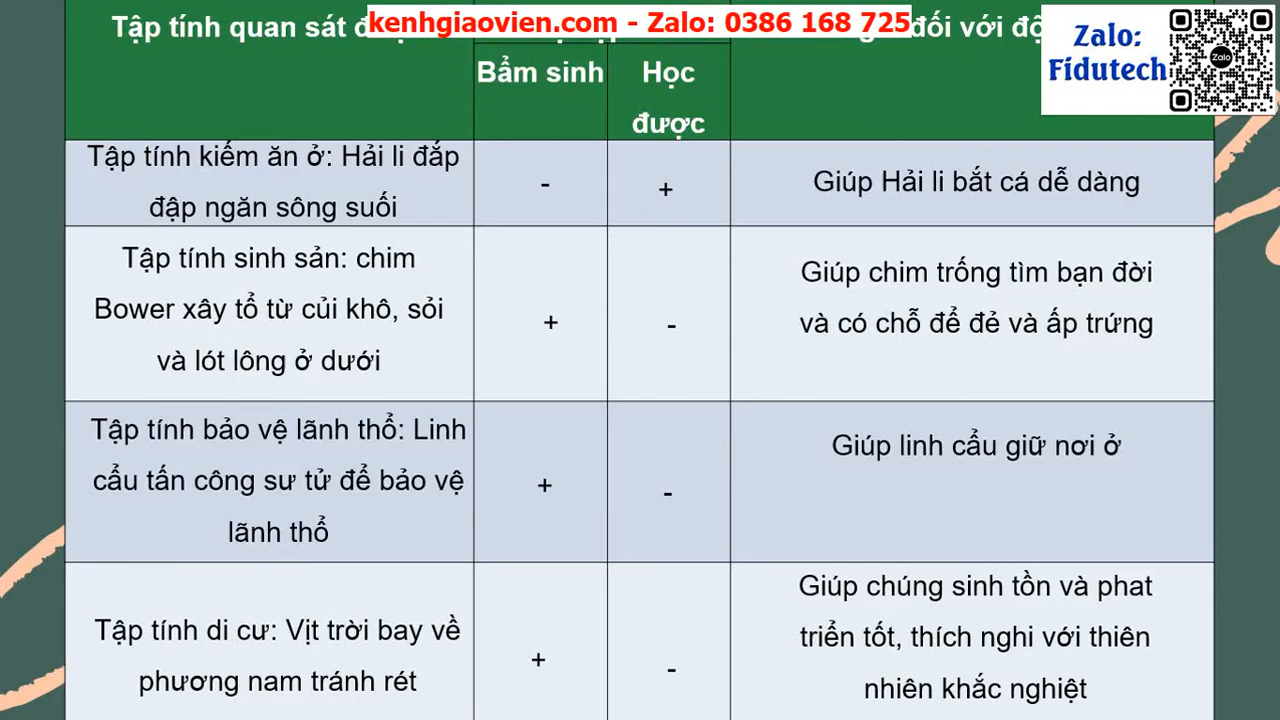 kenhgiaovien.com - Zalo: 0386 168 725
Zalo:
Fidutech
Zalo
Tập tính quan sát
đối với
Bẩm sinh
Học
được
Tập tính kiếm ăn ở: Hải li đắp
đập ngăn sông suối
-
+
Giúp Hải li bắt cá dễ dàng
Tập tính sinh sản: chim
Bower xây tổ từ củi khô, sỏi
và lót lông ở dưới
+
-
Giúp chim trống tìm bạn đời
và có chỗ để đẻ và ấp trứng
Tập tính bảo vệ lãnh thổ: Linh
cẩu tấn công sư tử để bảo vệ
lãnh thổ
+
-
Giúp linh cẩu giữ nơi ở
Tập tính di cư: Vịt trời bay về
phương nam tránh rét
+
-
Giúp chúng sinh tồn và phat
triển tốt, thích nghi với thiên
nhiên khắc nghiệt